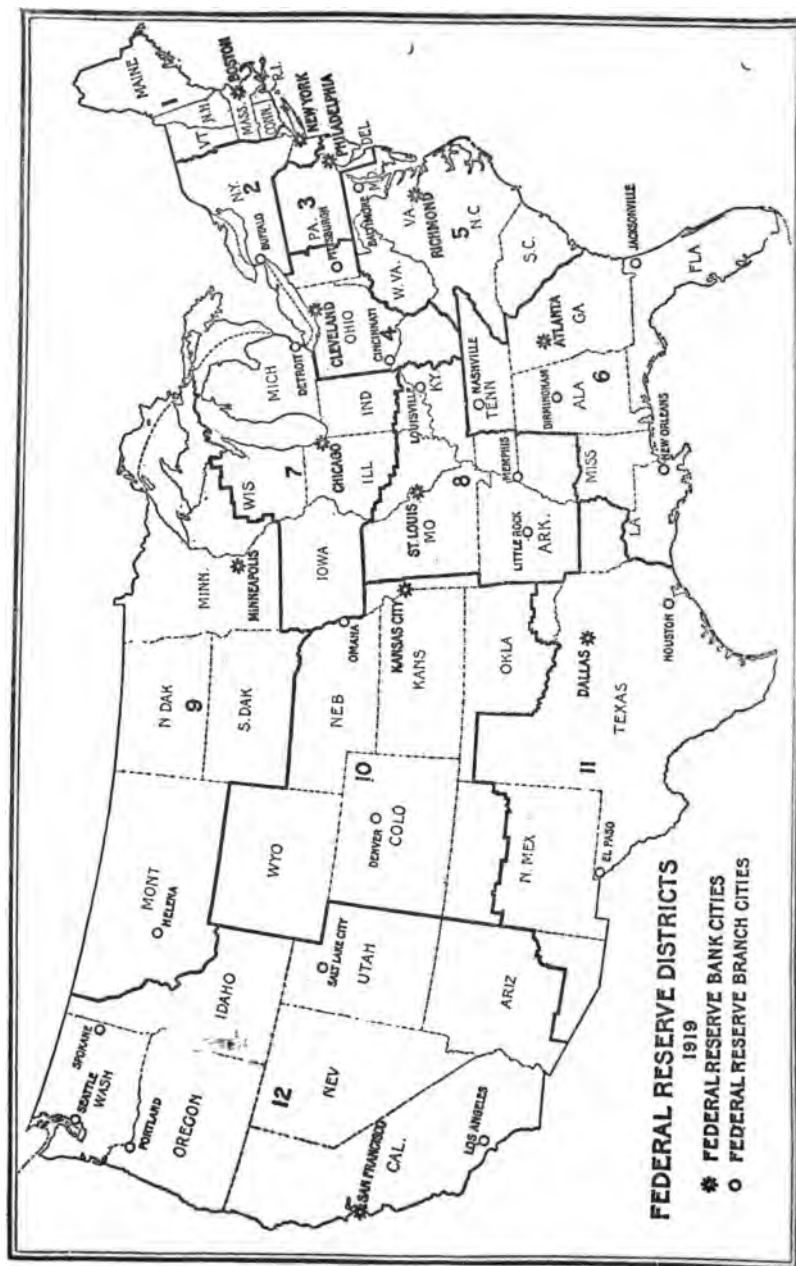 MAINE
1
VT.
N.H.
MASS.
BOSTON
CONN.
R.I.
N.Y.
2
BUFFALO
NEW YORK
PA.
3
PITTSBURGH
PHILADELPHIA
DEL
MD.
BALTIMORE
W.VA.
VA.
RICHMOND
5
N.C
S.C.
CLEVELAND
OHIO
4
CINCINNATI
MICH
DETROIT
IND
WIS
7
CHICAGO
ILL
IOWA
LOUISVILLE
KY
NASHVILLE
TENN
ATLANTA
GA
BIRMINGHAM
ALA
6
JACKSONVILLE
FLA
MISS
NEW ORLEANS
LA
MEMPHIS
ST. LOUIS
MO
8
LITTLE ROCK
ARK.
MINN.
MINNEAPOLIS
N DAK
9
S. DAK
MONT
HELENA
NEB
OMAHA
KANSAS CITY
KANS
OKLA
WYO
10
DENVER
COLO
DALLAS
TEXAS
11
HOUSTON
EL PASO
N. MEX
ARIZ
UTAH
SALT LAKE CITY
IDAHO
SPOKANE
SEATTLE
WASH
PORTLAND
OREGON
12
NEV
SAN FRANCISCO
CAL.
LOS ANGELES
FEDERAL RESERVE DISTRICTS
1919
FEDERAL RESERVE BANK CITIES
FEDERAL RESERVE BRANCH CITIES